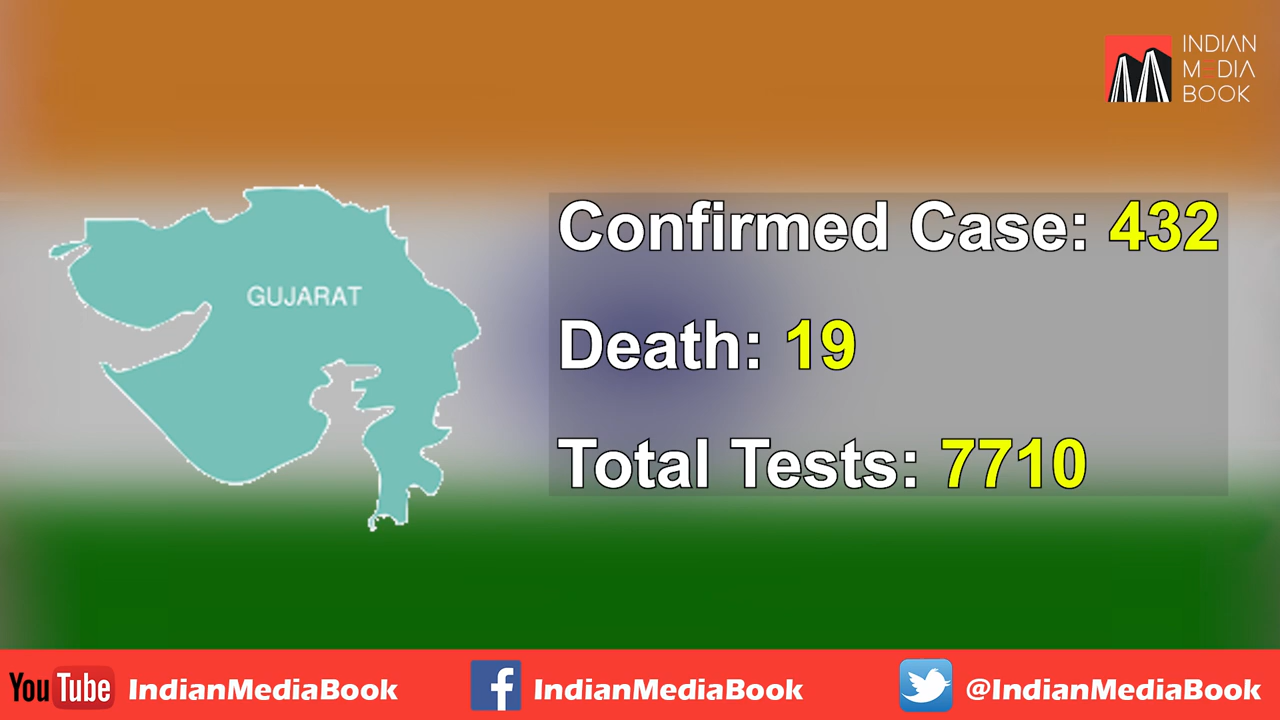 INDIAN
MEDIA
BOOK
GUJARAT
Confirmed Case: 432
Death: 19
Total Tests: 7710
YouTube IndianMediaBook
f IndianMediaBook
@IndianMediaBook